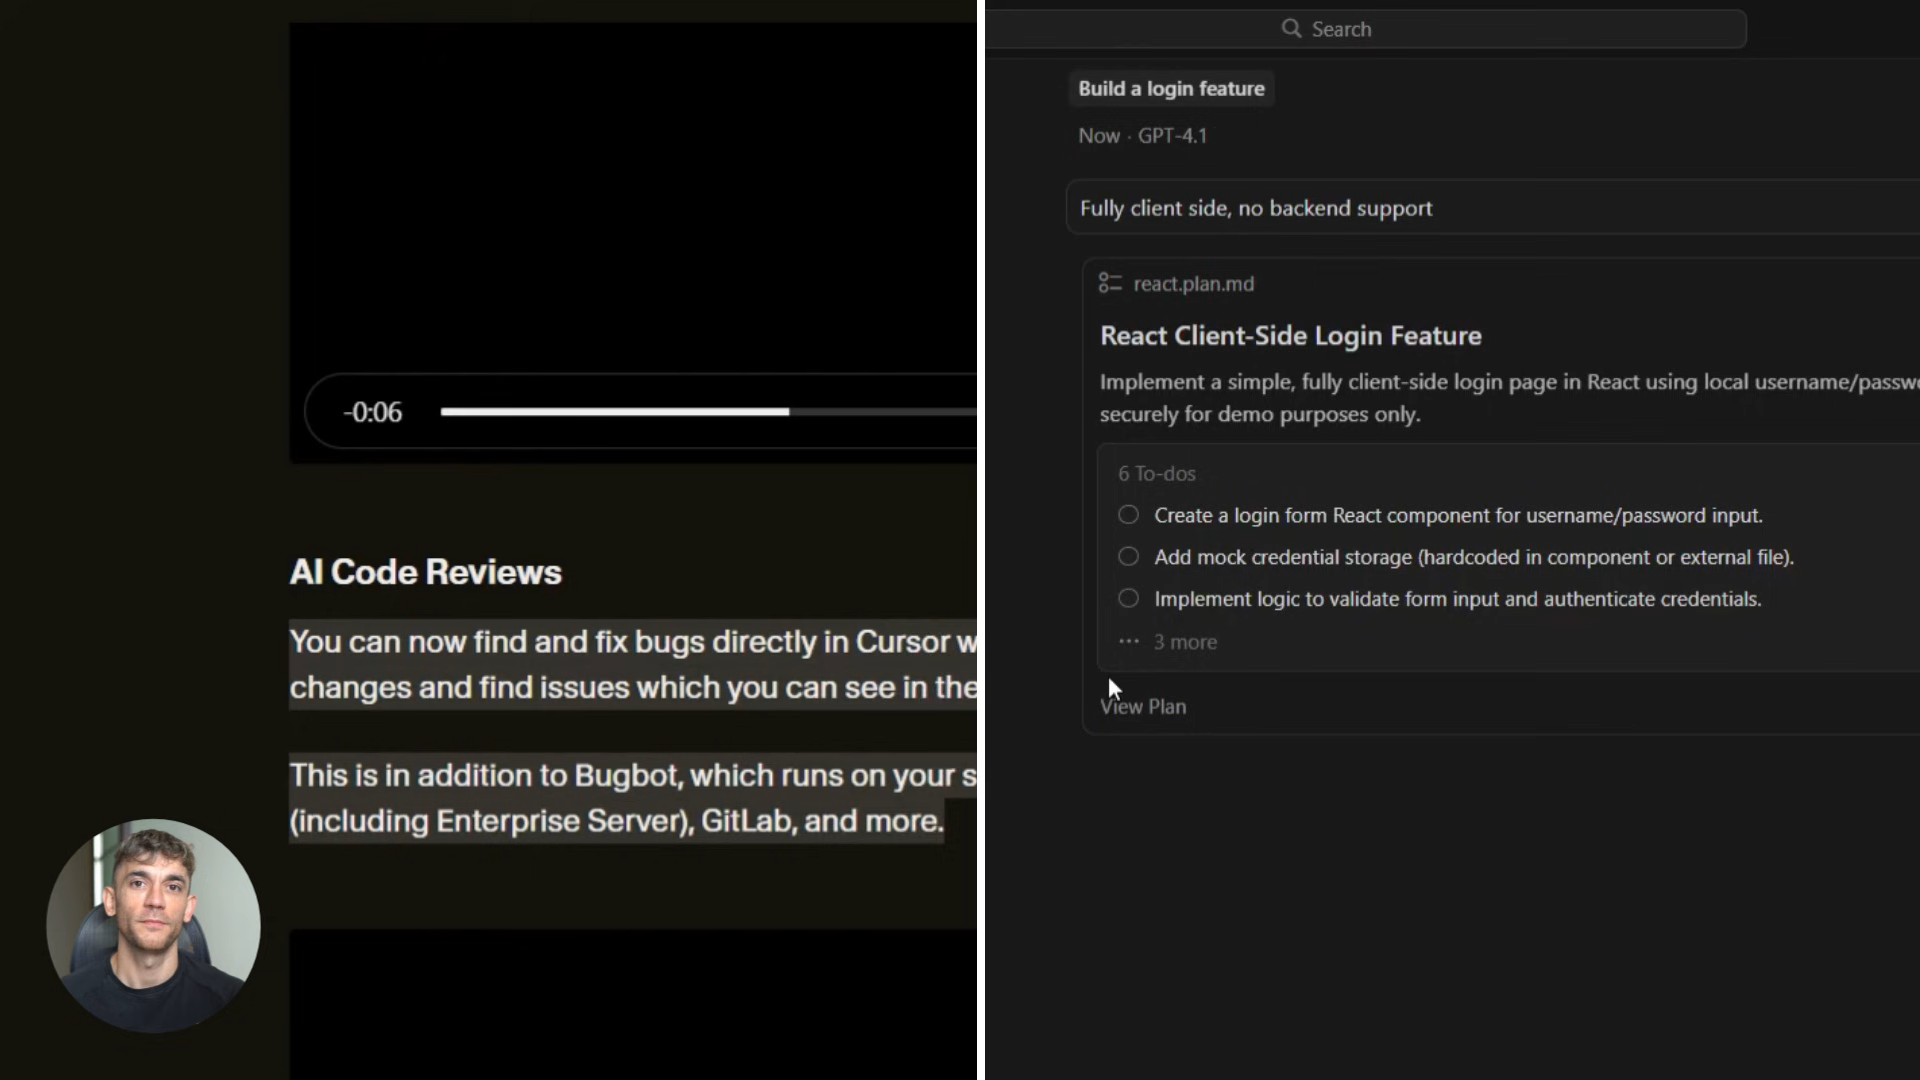 -0:06
AI Code Reviews
You can now find and fix bugs directly in Cursor
changes and find issues which you can see in the
This is in addition to Bugbot, which runs on your
(including Enterprise Server), GitLab, and more.
Search
Build a login feature
Now · GPT-4.1
Fully client side, no backend support
react.plan.md
React Client-Side Login Feature
Implement a simple, fully client-side login page in React using local username/passw
securely for demo purposes only.
6 To-dos
Create a login form React component for username/password input.
Add mock credential storage (hardcoded in component or external file).
Implement logic to validate form input and authenticate credentials.
··· 3 more
View Plan